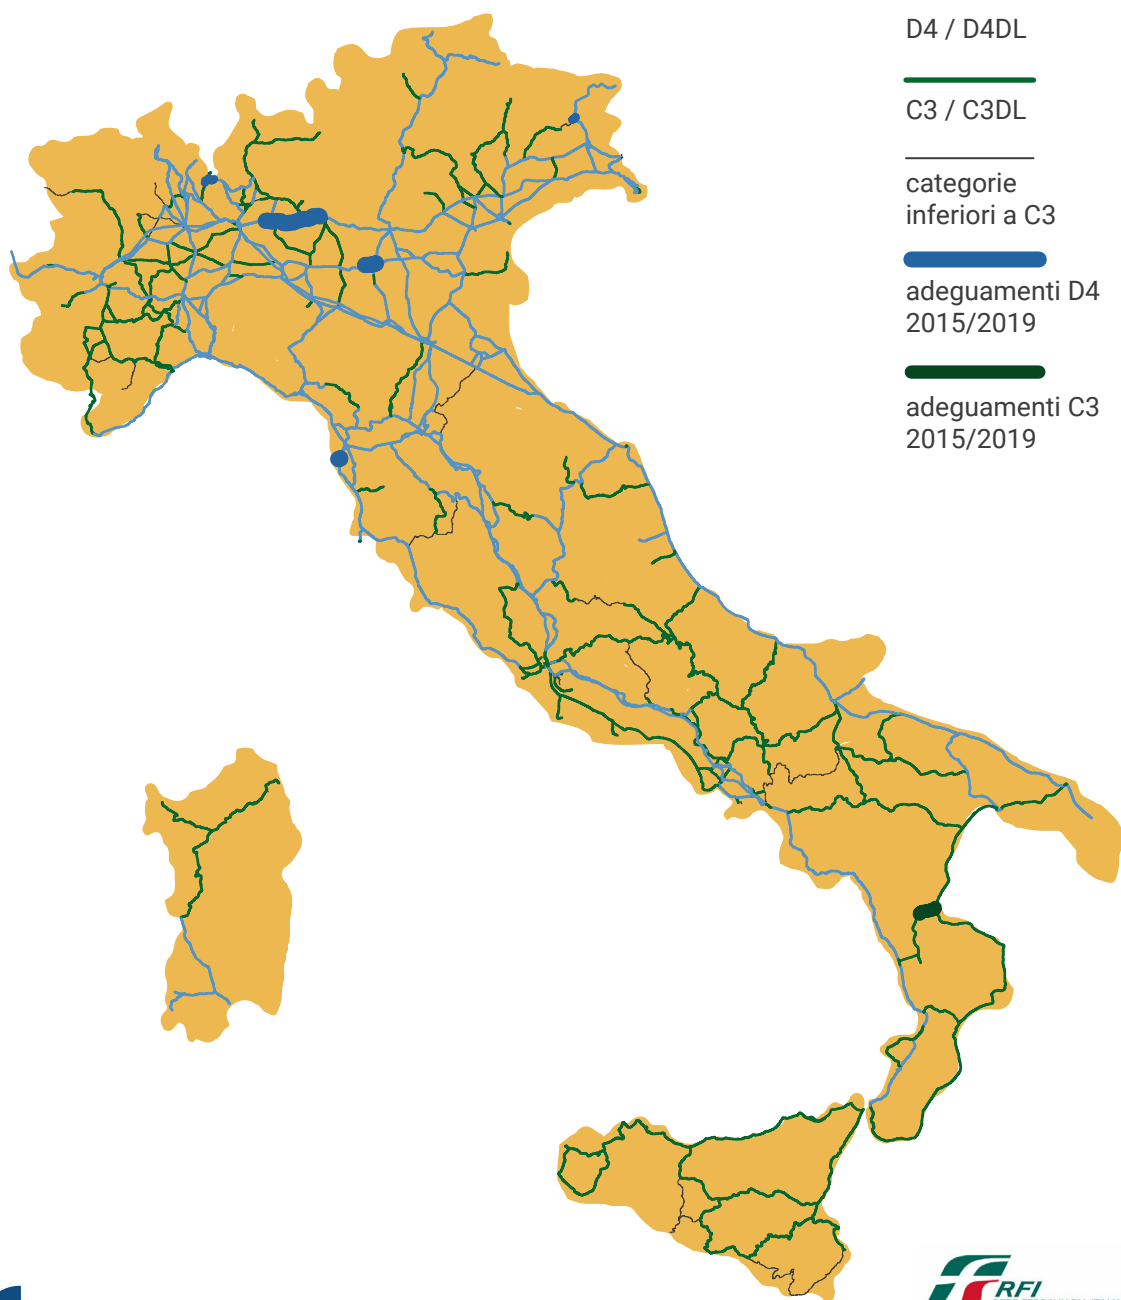 D4 / D4DL
C3 / C3DL
categorie
inferiori a C3
adeguamenti D4
2015/2019
adeguamenti C3
2015/2019
RFI